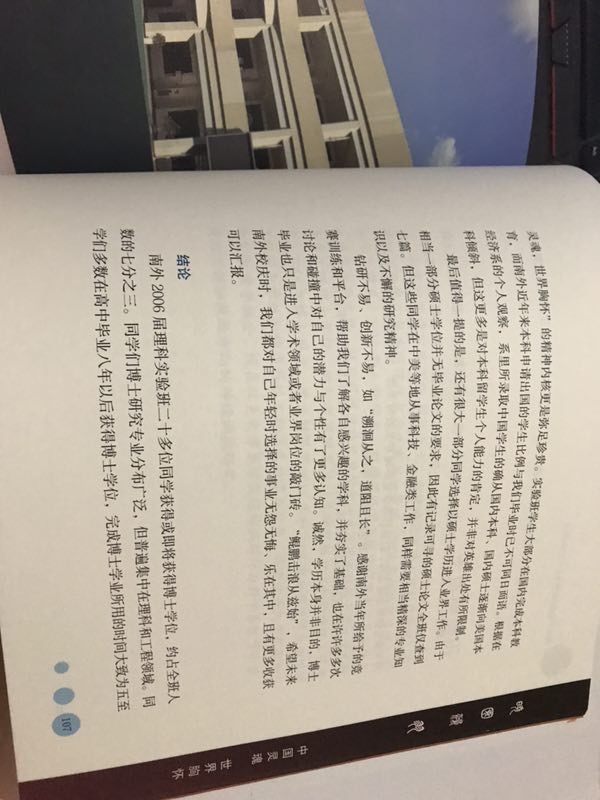 灵魂，世界胸怀”的精神内核更是弥足珍贵。实验班学生大部分在国内完成本科教
育，而南外近年来本科申请出国的学生比例与我们毕业时已不可同日而语。根据在
经济系的个人观察，系里所录取中国学生的确从国内本科、国内硕士逐渐向美国本
科倾斜，但这更多是对本科留学生个人能力的肯定，并非对英雄出处有所限制。
最后值得一提的是，还有很大一部分同学选择以硕士学历进入业界工作。由于
相当一部分硕士学位并无毕业论文的要求，因此有记录可寻的硕士论文全班仅查到
七篇。但这些同学在中美等地从事科技、金融类工作，同样需要相当精深的专业知
识以及不懈的研究精神。
钻研不易、创新不易，如“溯洄从之，道阻且长”。感谢南外当年所给予的竞
赛训练和平台，帮助我们了解各自感兴趣的学科，并夯实了基础，也在许许多多次
讨论和碰撞中对自己的潜力与个性有了更多认知。诚然，学历本身并非目的，博士
毕业也只是进入学术领域或者业界岗位的敲门砖。“鲲鹏击浪从兹始”，希望未来
南外校庆时，我们都对自己年轻时选择的事业无怨无悔、乐在其中，且有更多收获
可以汇报。
结论
南外 2006 届理科实验班二十多位同学获得或即将获得博士学位，约占全班人
数的七分之三。同学们博士研究专业分布广泛，但普遍集中在理科和工程领域。同
学们多数在高中毕业八年以后获得博士学位，完成博士学业所用的时间大致为五至
107
中国灵魂 世界胸怀